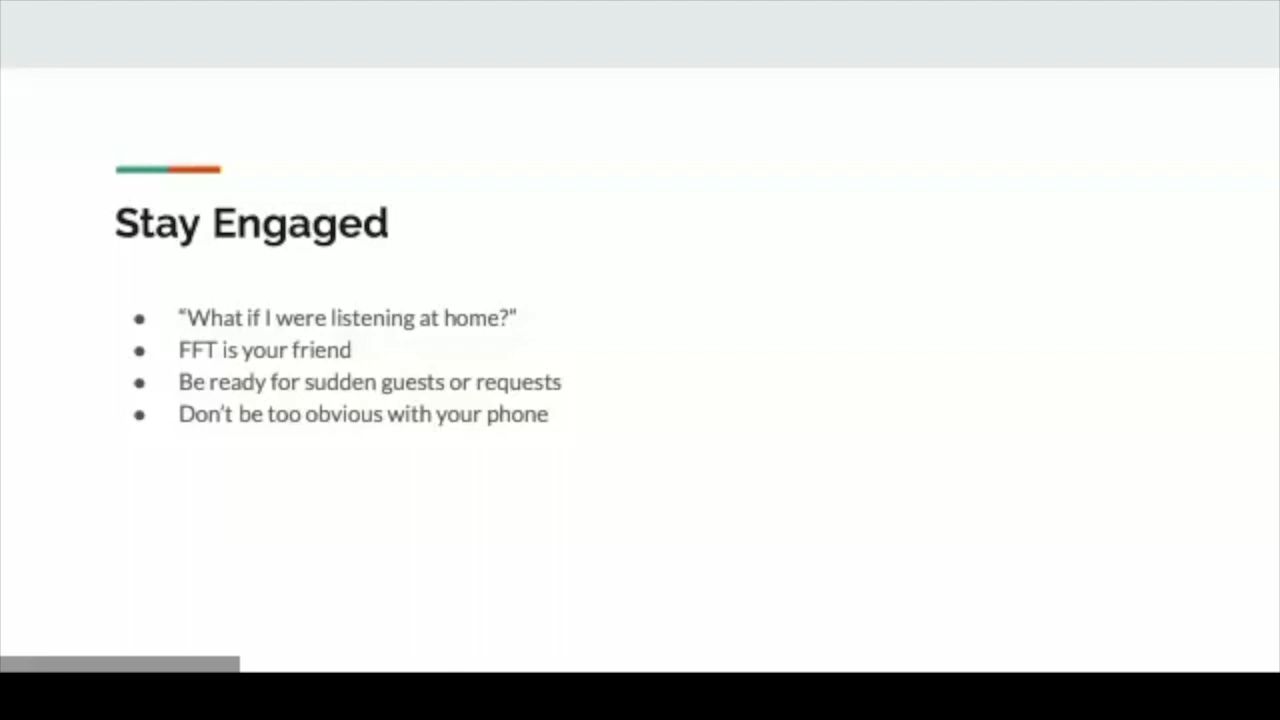 Stay Engaged
● “What if I were listening at home?”
● FFT is your friend
● Be ready for sudden guests or requests
● Don’t be too obvious with your phone